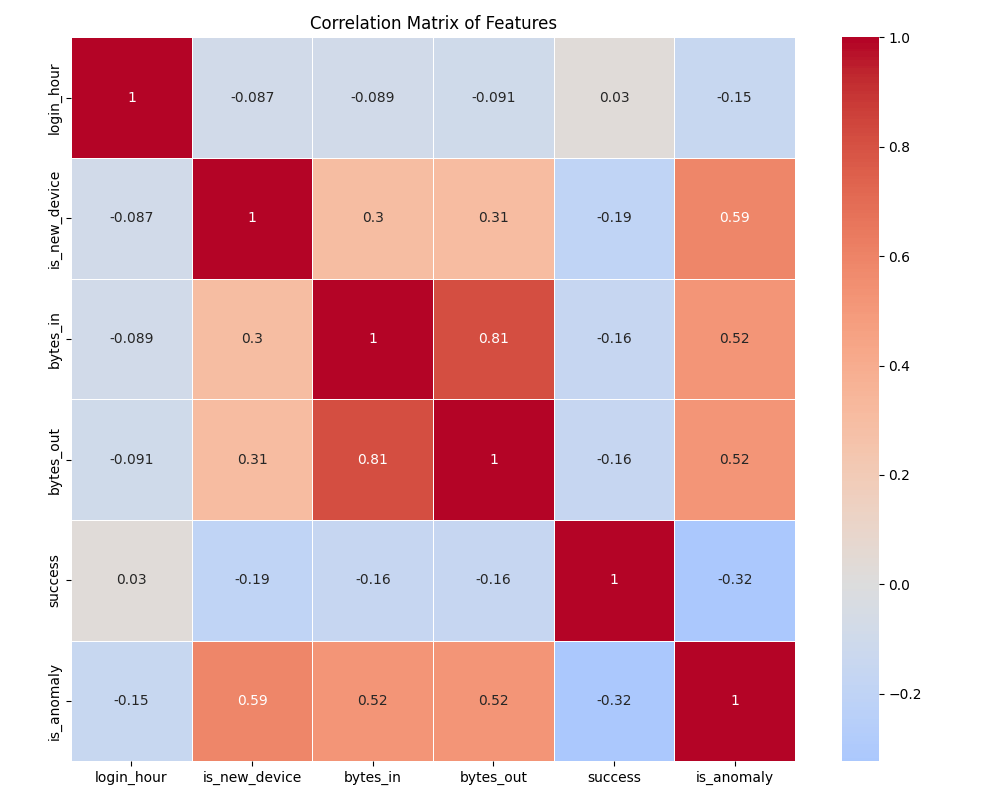 Correlation Matrix of Features
login_hour 1 -0.087 -0.089 -0.091 0.03 -0.15
is_new_device -0.087 1 0.3 0.31 -0.19 0.59
bytes_in -0.089 0.3 1 0.81 -0.16 0.52
bytes_out -0.091 0.31 0.81 1 -0.16 0.52
success 0.03 -0.19 -0.16 -0.16 1 -0.32
is_anomaly -0.15 0.59 0.52 0.52 -0.32 1
login_hour is_new_device bytes_in bytes_out success is_anomaly
1.0
0.8
0.6
0.4
0.2
0.0
−0.2